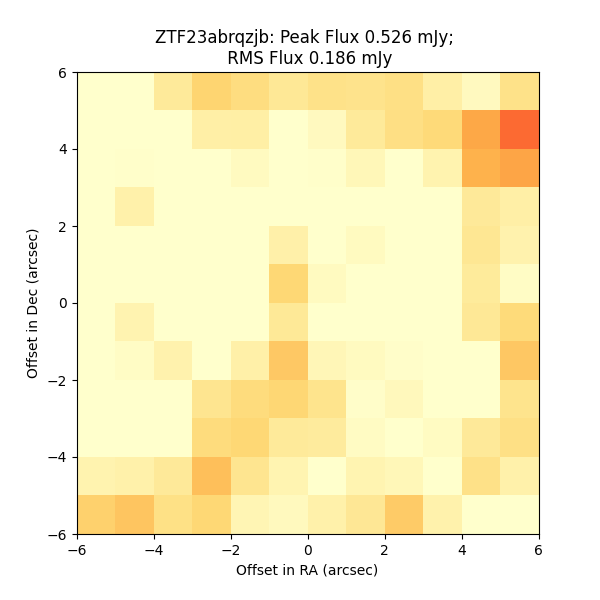 ZTF23abrqzjb: Peak Flux 0.526 mJy;
RMS Flux 0.186 mJy
6
4
2
0
−2
−4
−6
Offset in Dec (arcsec)
−6 −4 −2 0 2 4 6
Offset in RA (arcsec)